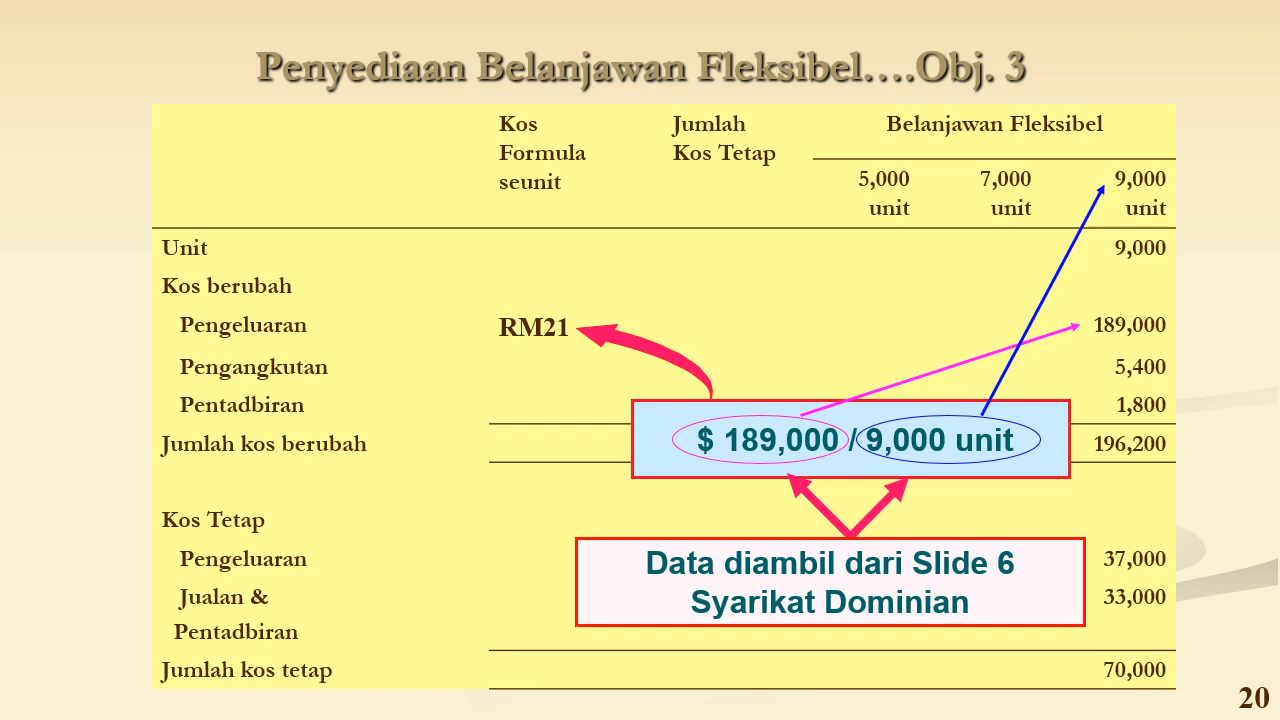 Penyediaan Belanjawan Fleksibel....Obj. 3
Kos Formula seunit
Jumlah Kos Tetap
Belanjawan Fleksibel
5,000 unit
7,000 unit
9,000 unit
Unit 9,000
Kos berubah
Pengeluaran RM21 189,000
Pengangkutan 5,400
Pentadbiran 1,800
$ 189,000 / 9,000 unit
Jumlah kos berubah 196,200
Kos Tetap
Pengeluaran 37,000
Data diambil dari Slide 6
Syarikat Dominian
Jualan & 33,000
Pentadbiran
Jumlah kos tetap 70,000
20